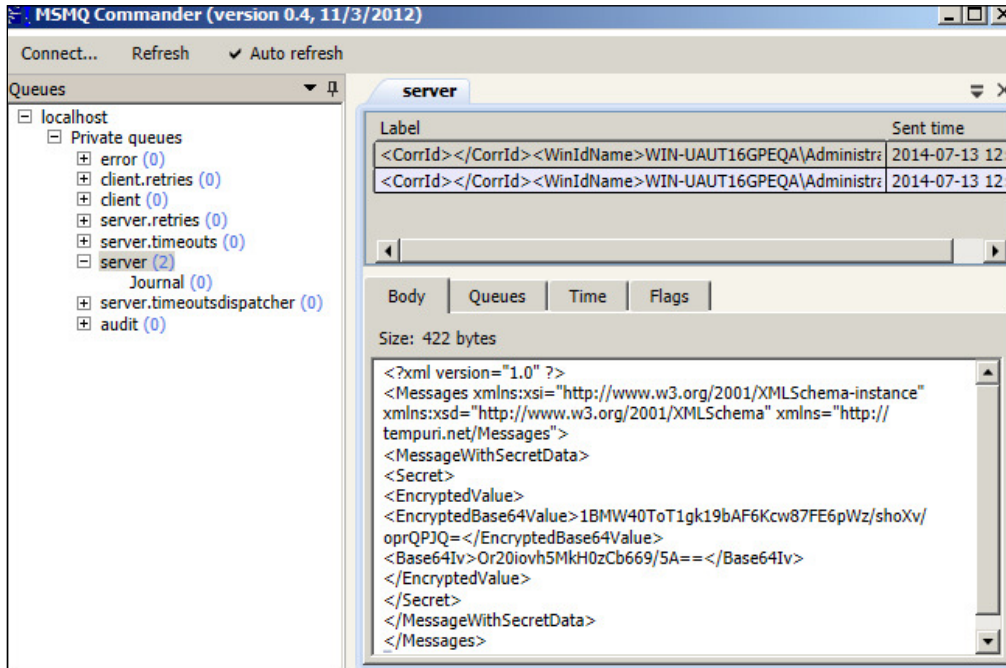 MSMQ Commander (version 0.4, 11/3/2012)
Connect... Refresh Auto refresh
Queues
localhost
Private queues
error (0)
client.retries (0)
client (0)
server.retries (0)
server.timeouts (0)
server (2)
Journal (0)
server.timeoutsdispatcher (0)
audit (0)
server
Label Sent time
<CorrId></CorrId><WinIdName>WIN-UAUT16GPEQA\Administra 2014-07-13 12:
<CorrId></CorrId><WinIdName>WIN-UAUT16GPEQA\Administra 2014-07-13 12:
Body Queues Time Flags
Size: 422 bytes
<?xml version="1.0" ?>
<Messages xmlns:xsi="http://www.w3.org/2001/XMLSchema-instance"
xmlns:xsd="http://www.w3.org/2001/XMLSchema" xmlns="http://
tempuri.net/Messages">
<MessageWithSecretData>
<Secret>
<EncryptedValue>
<EncryptedBase64Value>1BMW40ToT1gk19bAF6Kcw87FE6pWz/shoXv/
oprQPJQ=</EncryptedBase64Value>
<Base64Iv>Or20iovh5MkH0zCb669/5A==</Base64Iv>
</EncryptedValue>
</Secret>
</MessageWithSecretData>
</Messages>